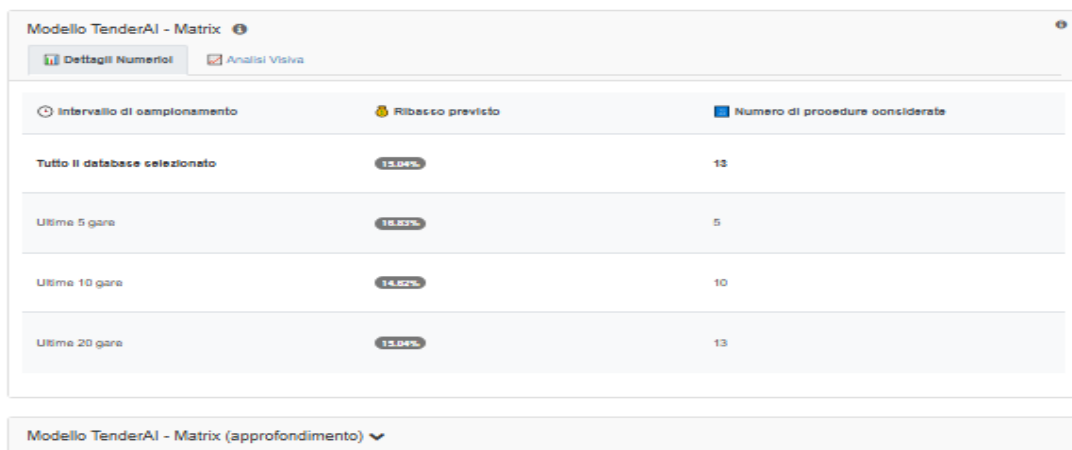 Modello TenderAI - Matrix
Dettagli Numerici Analisi Visiva
Intervallo di campionamento Ribasso previsto Numero di procedure considerate
Tutto il database selezionato 15.04% 13
Ultime 5 gare 5
Ultime 10 gare 14.82% 10
Ultime 20 gare 15.04% 13
Modello TenderAI - Matrix (approfondimento)